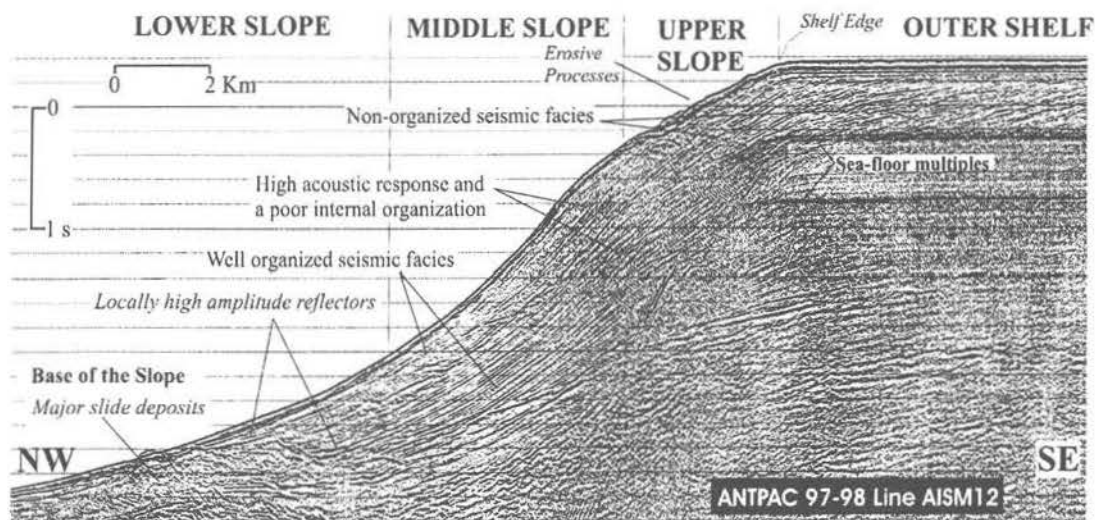 LOWER SLOPE
MIDDLE SLOPE
UPPER
SLOPE
Shelf Edge
OUTER SHELF
Erosive
Processes
0 2 Km
0
Non-organized seismic facies
Sea-floor multiples
High acoustic response and
a poor internal organization
1 s
Well organized seismic facies
Locally high amplitude reflectors
Base of the Slope
Major slide deposits
NW
SE
ANTPAC 97-98 Line AISM12